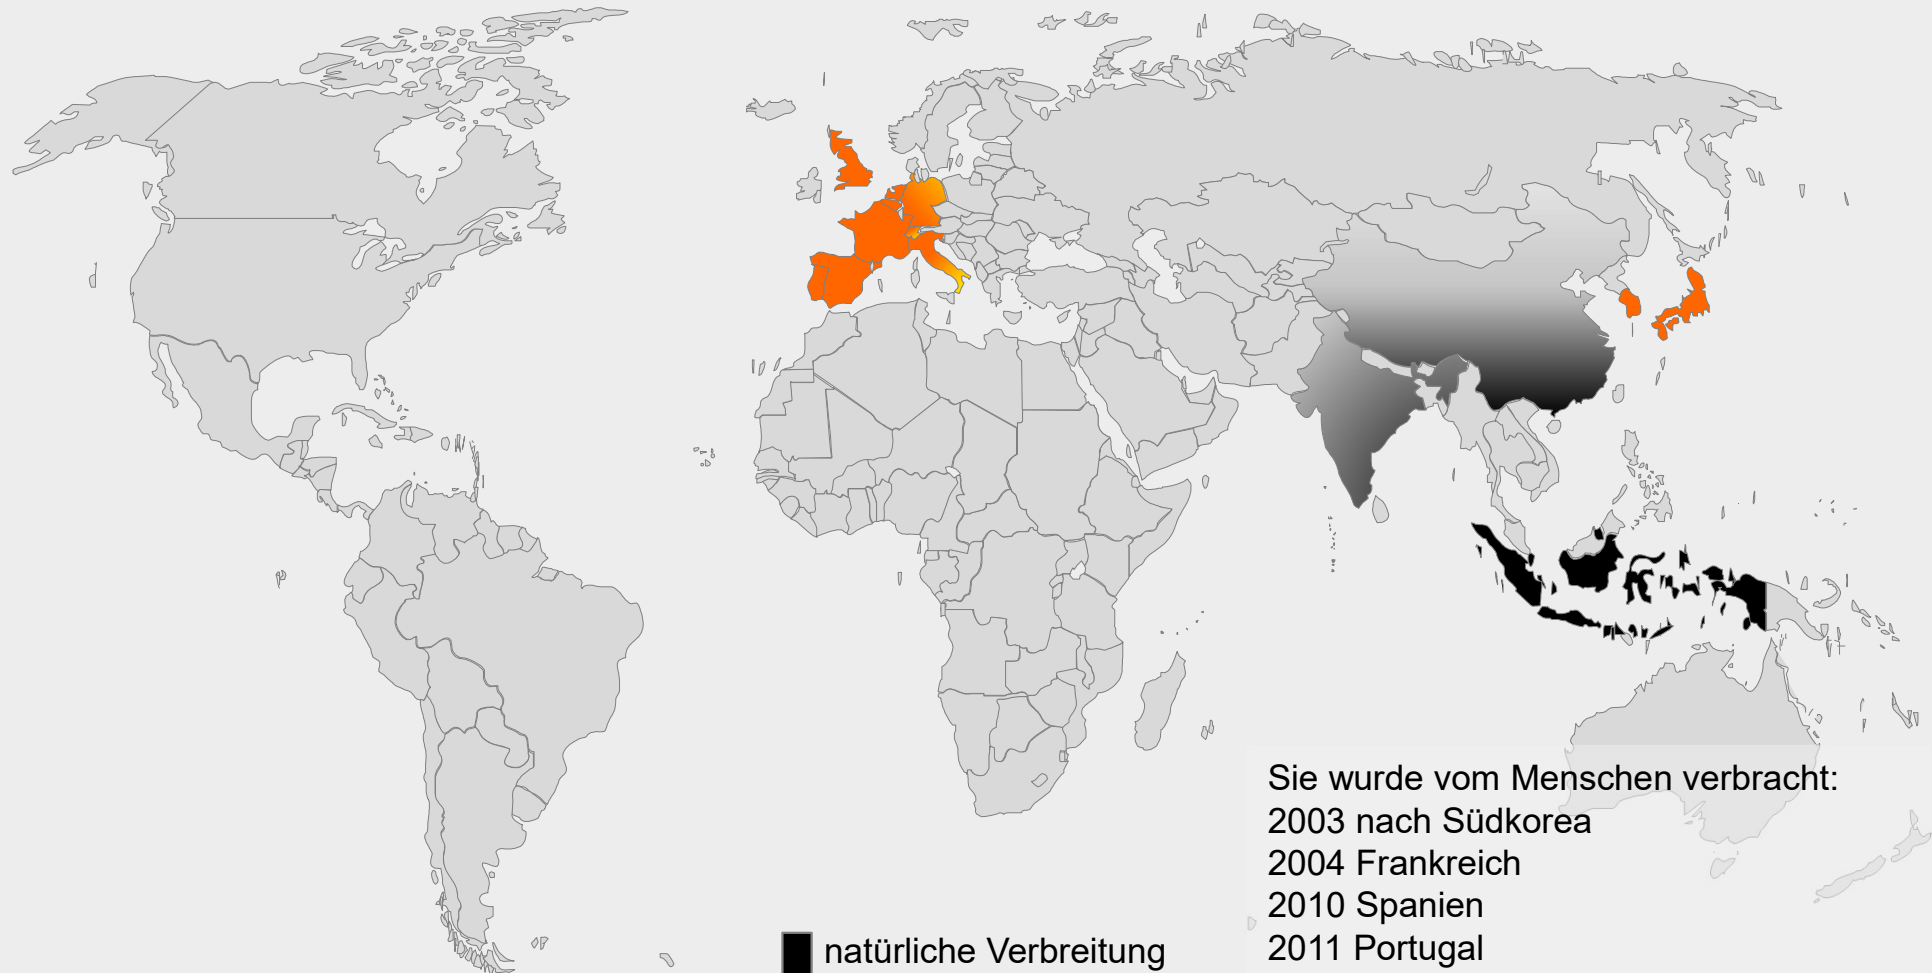 Sie wurde vom Menschen verbracht:
2003 nach Südkorea
2004 Frankreich
2010 Spanien
2011 Portugal
natürliche Verbreitung